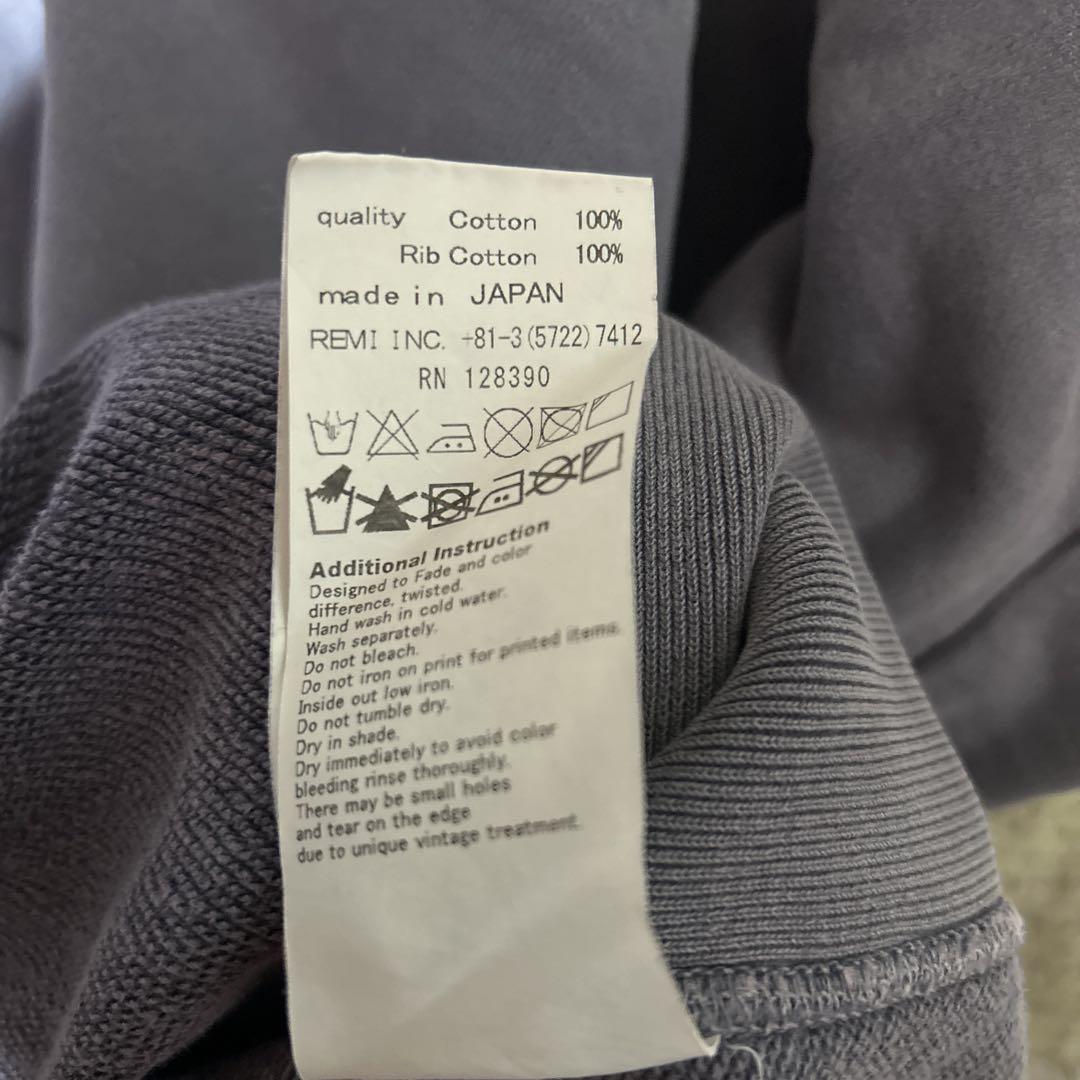 quality Cotton 100%
Rib Cotton 100%
made in JAPAN
REMI INC. +81-3(5722)7412
RN 128390
Additional Instruction
Designed to Fade and color
difference, twisted.
Hand wash in cold water.
Wash separately.
Do not bleach.
Do not iron on print for printed items.
Inside out low iron.
Do not tumble dry.
Dry in shade.
Dry immediately to avoid color
bleeding rinse thoroughly.
There may be small holes
and tear on the edge
due to unique vintage treatment.